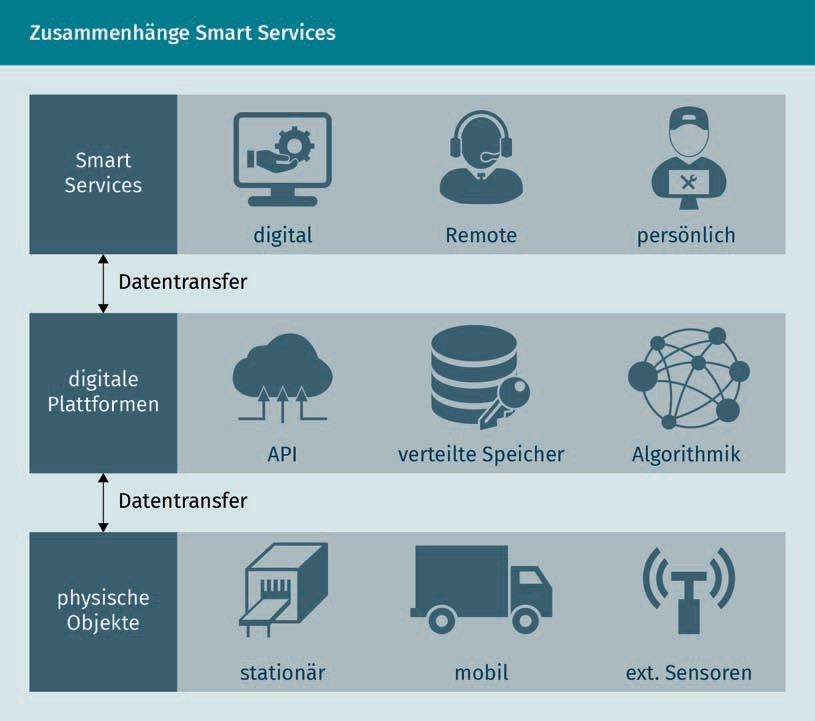 Zusammenhänge Smart Services
Smart
Services
digital
Remote
persönlich
Datentransfer
digitale
Plattformen
API
verteilte Speicher
Algorithmik
Datentransfer
physische
Objekte
stationär
mobil
ext. Sensoren